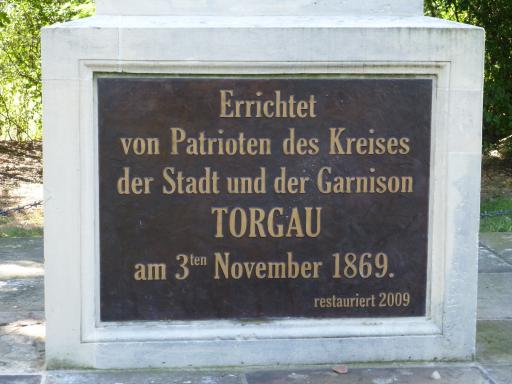 Errichtet
von Patrioten des Kreises
der Stadt und der Garnison
TORGAU
am 3ten November 1869.
restauriert 2009